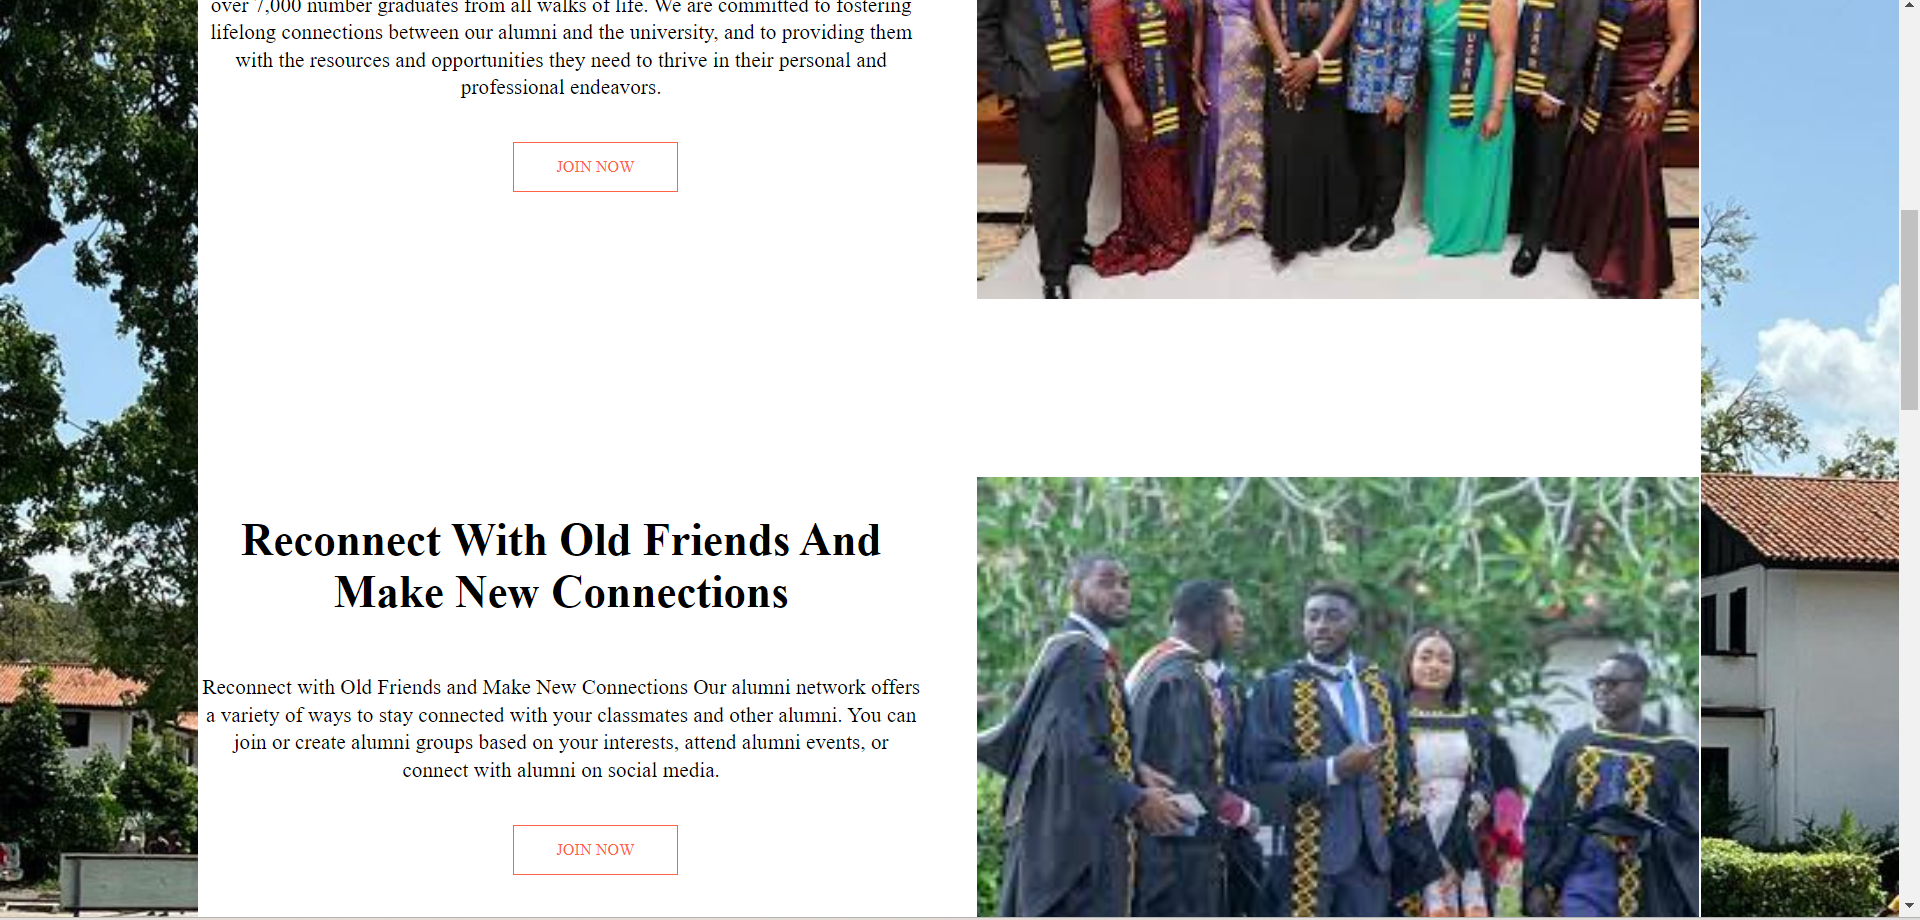 over 7,000 number graduates from all walks of life. We are committed to fostering
lifelong connections between our alumni and the university, and to providing them
with the resources and opportunities they need to thrive in their personal and
professional endeavors.
JOIN NOW
Reconnect With Old Friends And
Make New Connections
Reconnect with Old Friends and Make New Connections Our alumni network offers
a variety of ways to stay connected with your classmates and other alumni. You can
join or create alumni groups based on your interests, attend alumni events, or
connect with alumni on social media.
JOIN NOW